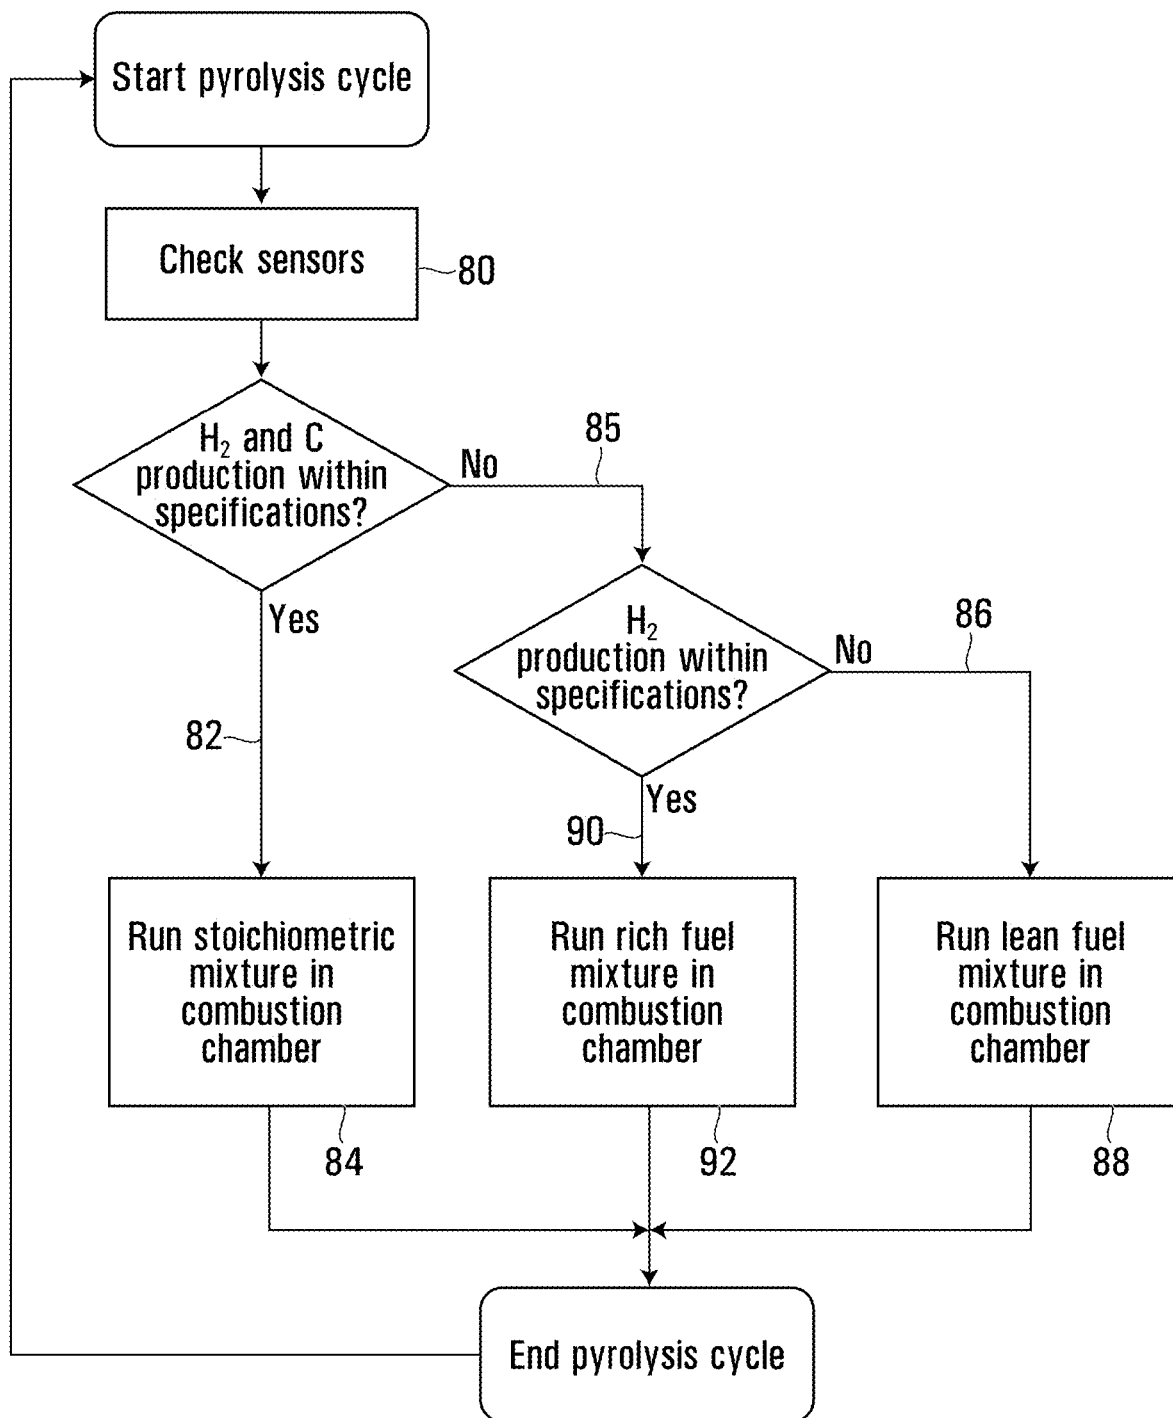 Start pyrolysis cycle
Check sensors
80
H₂ and C
production within
specifications?
No
85
Yes
82
H₂
production within
specifications?
No
86
Yes
90
Run stoichiometric
mixture in
combustion
chamber
84
Run rich fuel
mixture in
combustion
chamber
92
Run lean fuel
mixture in
combustion
chamber
88
End pyrolysis cycle